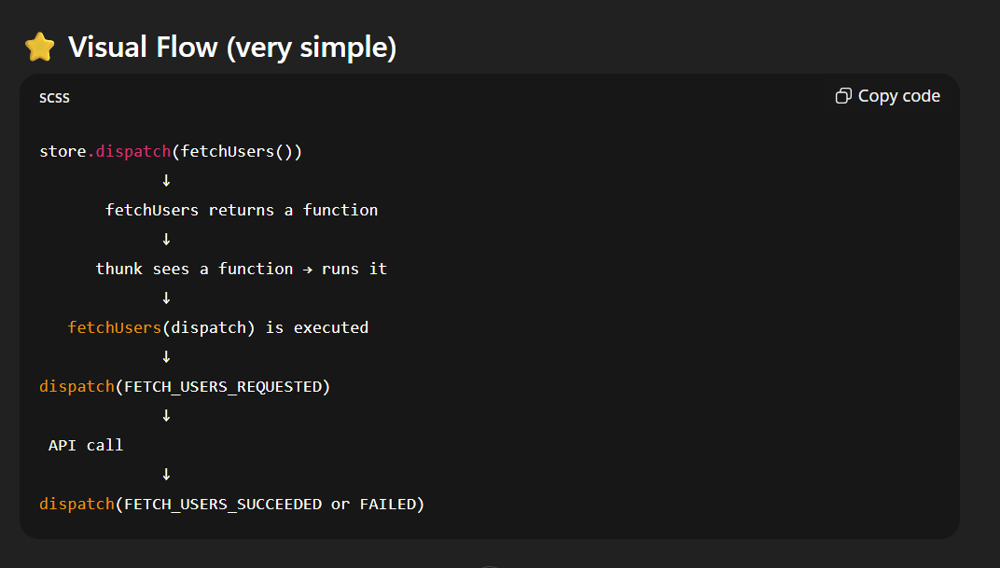 ⭐ Visual Flow (very simple)
scss
Copy code
store.dispatch(fetchUsers())
↓
fetchUsers returns a function
↓
thunk sees a function → runs it
↓
fetchUsers(dispatch) is executed
↓
dispatch(FETCH_USERS_REQUESTED)
↓
API call
↓
dispatch(FETCH_USERS_SUCCEEDED or FAILED)